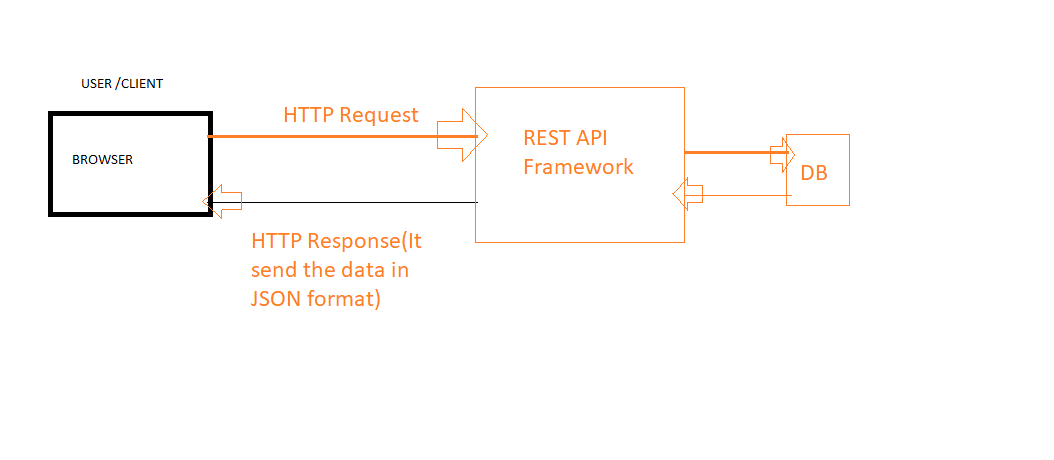 USER /CLIENT
HTTP Request
BROWSER
REST API
Framework
DB
HTTP Response(It
send the data in
JSON format)